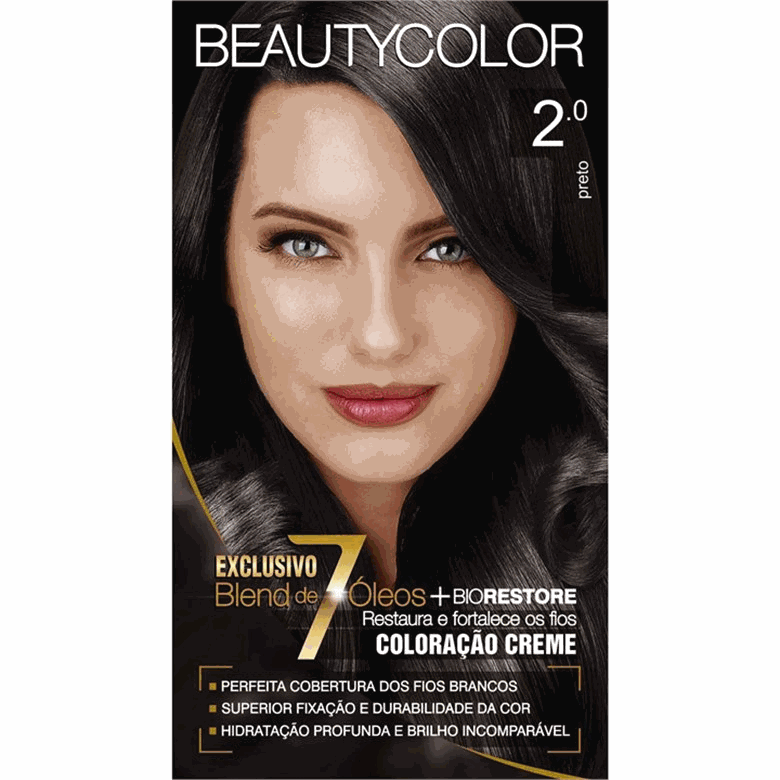 BEAUTYCOLOR
2.0
preto
EXCLUSIVO
Blend de 7 Óleos + BIORESTORE
Restaura e fortalece os fios
COLORAÇÃO CREME
PERFEITA COBERTURA DOS FIOS BRANCOS
SUPERIOR FIXAÇÃO E DURABILIDADE DA COR
HIDRATAÇÃO PROFUNDA E BRILHO INCOMPARÁVEL